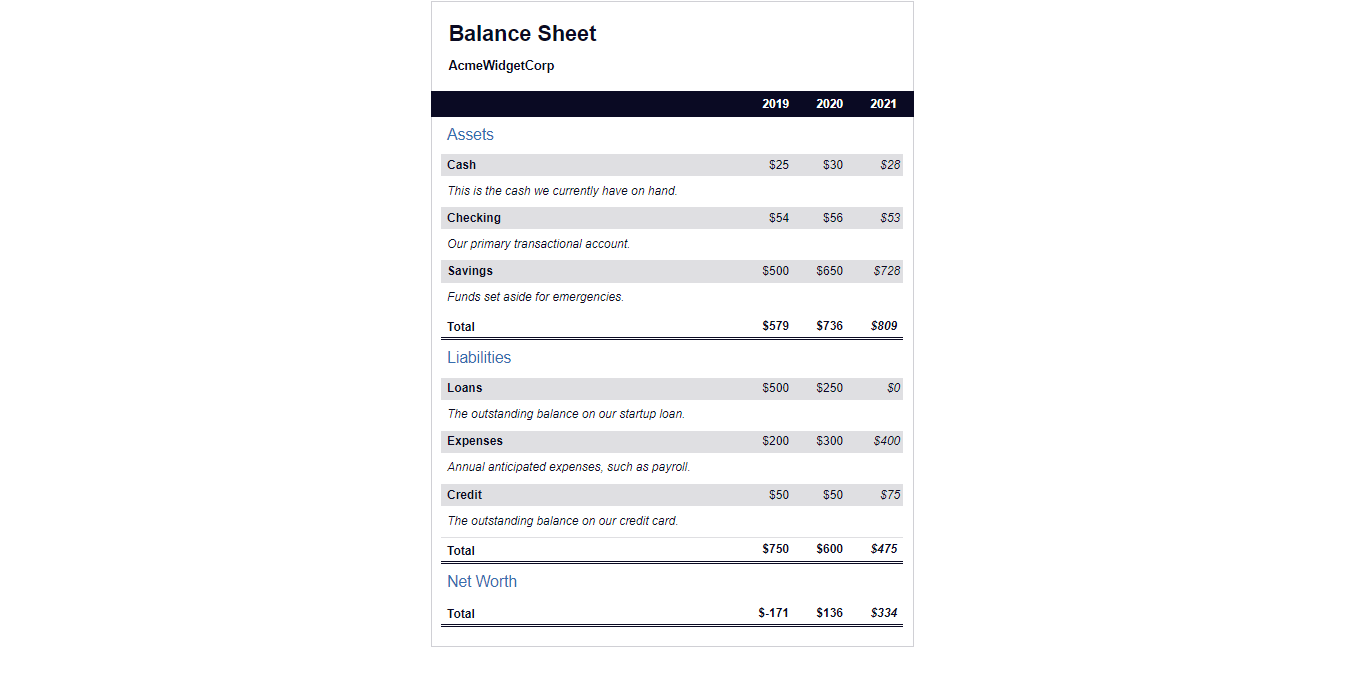 Balance Sheet
AcmeWidgetCorp
2019 2020 2021
Assets
Cash $25 $30 $28
This is the cash we currently have on hand.
Checking $54 $56 $53
Our primary transactional account.
Savings $500 $650 $728
Funds set aside for emergencies.
Total $579 $736 $809
Liabilities
Loans $500 $250 $0
The outstanding balance on our startup loan.
Expenses $200 $300 $400
Annual anticipated expenses, such as payroll.
Credit $50 $50 $75
The outstanding balance on our credit card.
Total $750 $600 $475
Net Worth
Total $-171 $136 $334